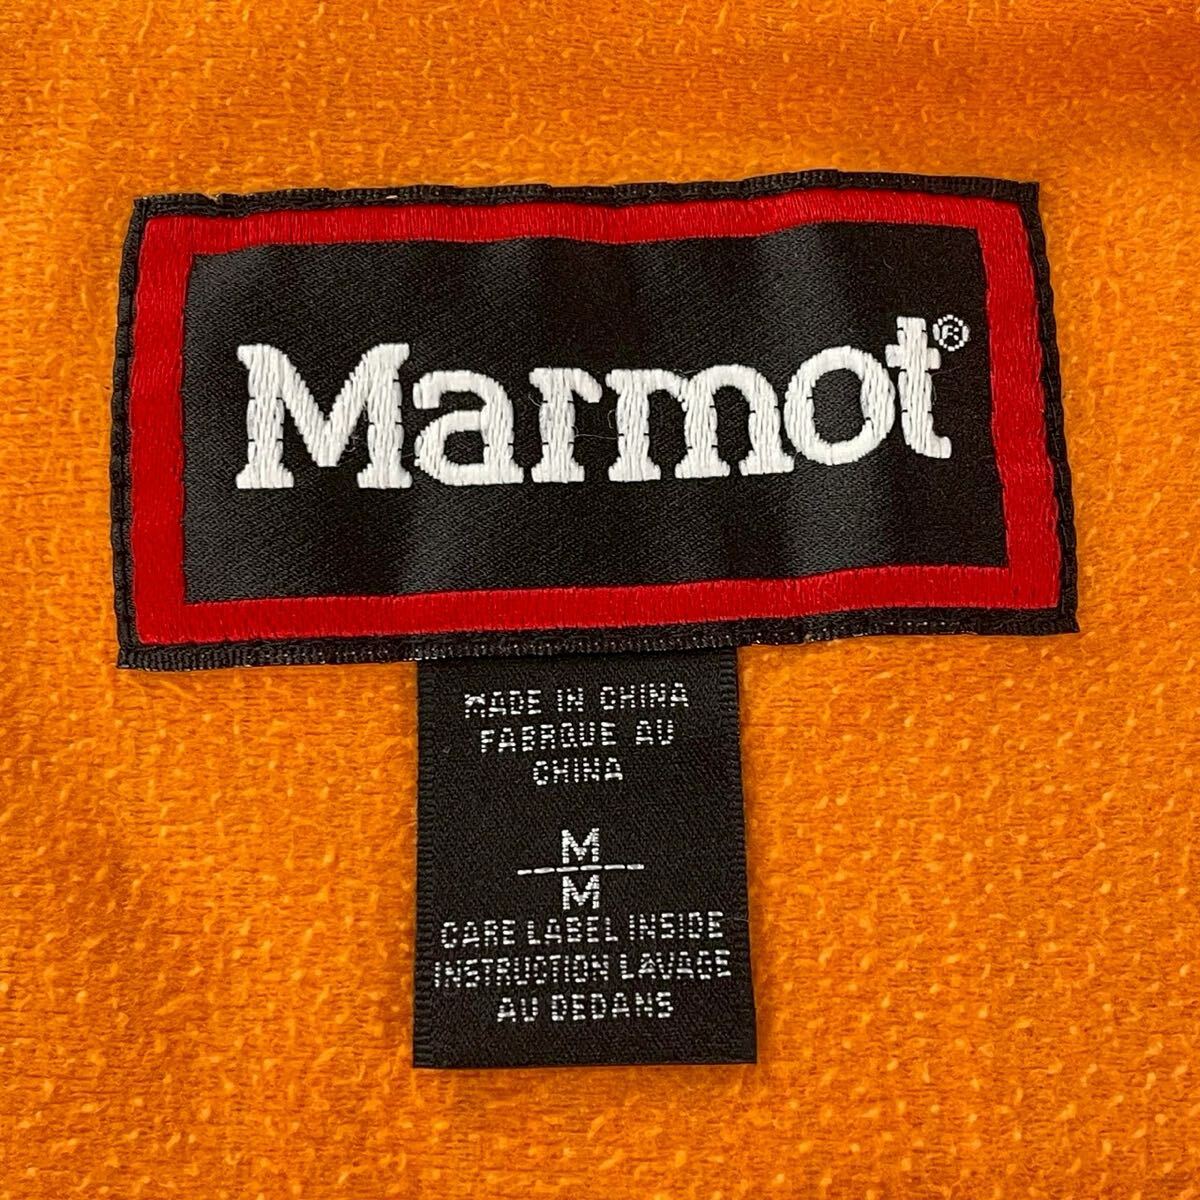 Marmot®
MADE IN CHINA
FABRQUE AU
CHINA
M
M
CARE LABEL INSIDE
INSTRUCTION LAVAGE
AU DEDANS